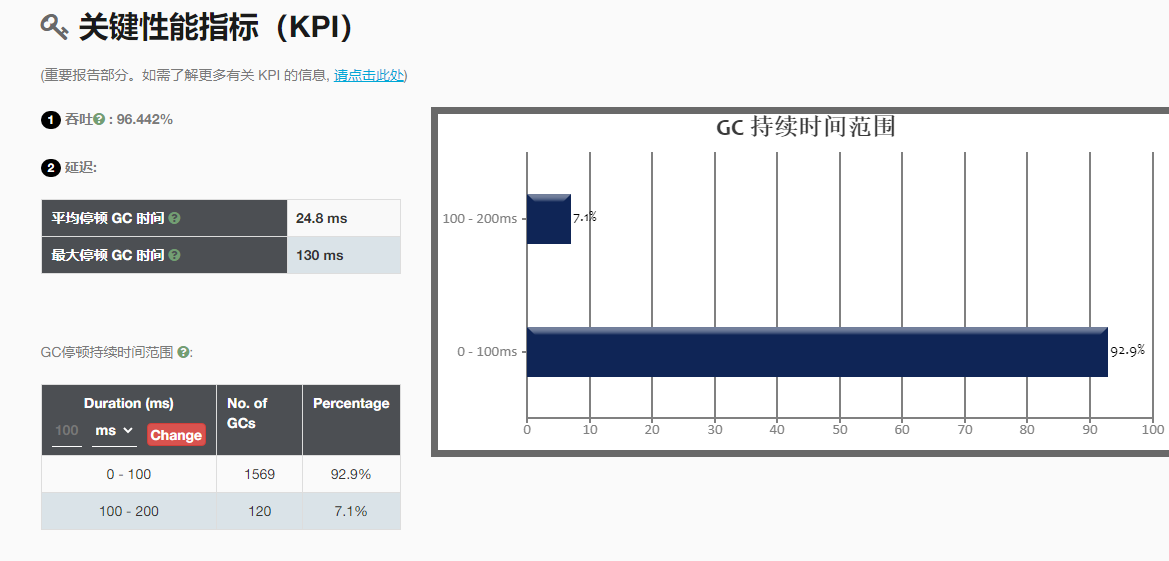 关键性能指标（KPI）
(重要报告部分。如需了解更多有关 KPI 的信息, 请点击此处)
1 吞吐 : 96.442%
2 延迟:
平均停顿 GC 时间 24.8 ms
最大停顿 GC 时间 130 ms
GC停顿持续时间范围 :
Duration (ms) No. of GCs Percentage
100 ms Change
0 - 100 1569 92.9%
100 - 200 120 7.1%
GC 持续时间范围
100 - 200ms 7.1%
0 - 100ms 92.9%
0 10 20 30 40 50 60 70 80 90 100